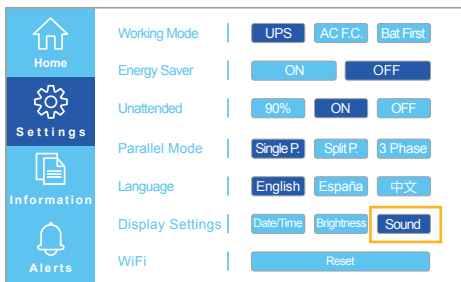 Home
Settings
Information
Alerts
Working Mode UPS AC F.C. Bat First
Energy Saver ON OFF
Unattended 90% ON OFF
Parallel Mode Single P. Split P. 3 Phase
Language English España 中文
Display Settings Date/Time Brightness Sound
WiFi Reset